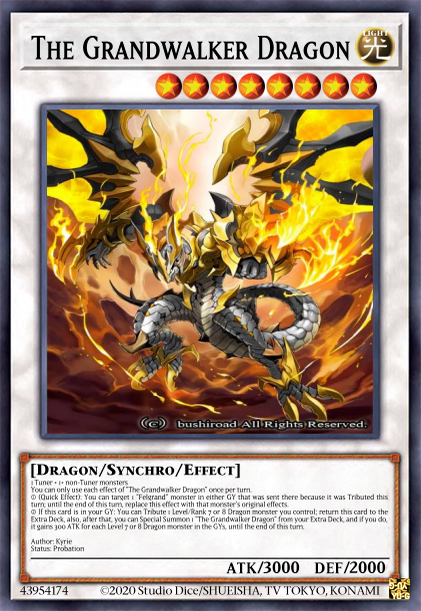 THE GRANDWALKER DRAGON
LIGHT
光
(c) bushiroad All Rights Reserved.
[DRAGON/SYNCHRO/EFFECT]
1 Tuner + 1+ non-Tuner monsters
You can only use each effect of "The Grandwalker Dragon" once per turn.
① (Quick Effect): You can target 1 "Felgrand" monster in either GY that was sent there because it was Tributed this
turn; until the end of this turn, replace this effect with that monster's original effects.
② If this card is in your GY: You can Tribute 1 Level/Rank 7 or 8 Dragon monster you control; return this card to the
Extra Deck, also, after that, you can Special Summon 1 "The Grandwalker Dragon" from your Extra Deck, and if you do,
it gains 300 ATK for each Level 7 or 8 Dragon monster in the GYs, until the end of this turn.
Author: Kyrie
Status: Probation
ATK/3000 DEF/2000
43954174 ©2020 Studio Dice/SHUEISHA, TV TOKYO, KONAMI